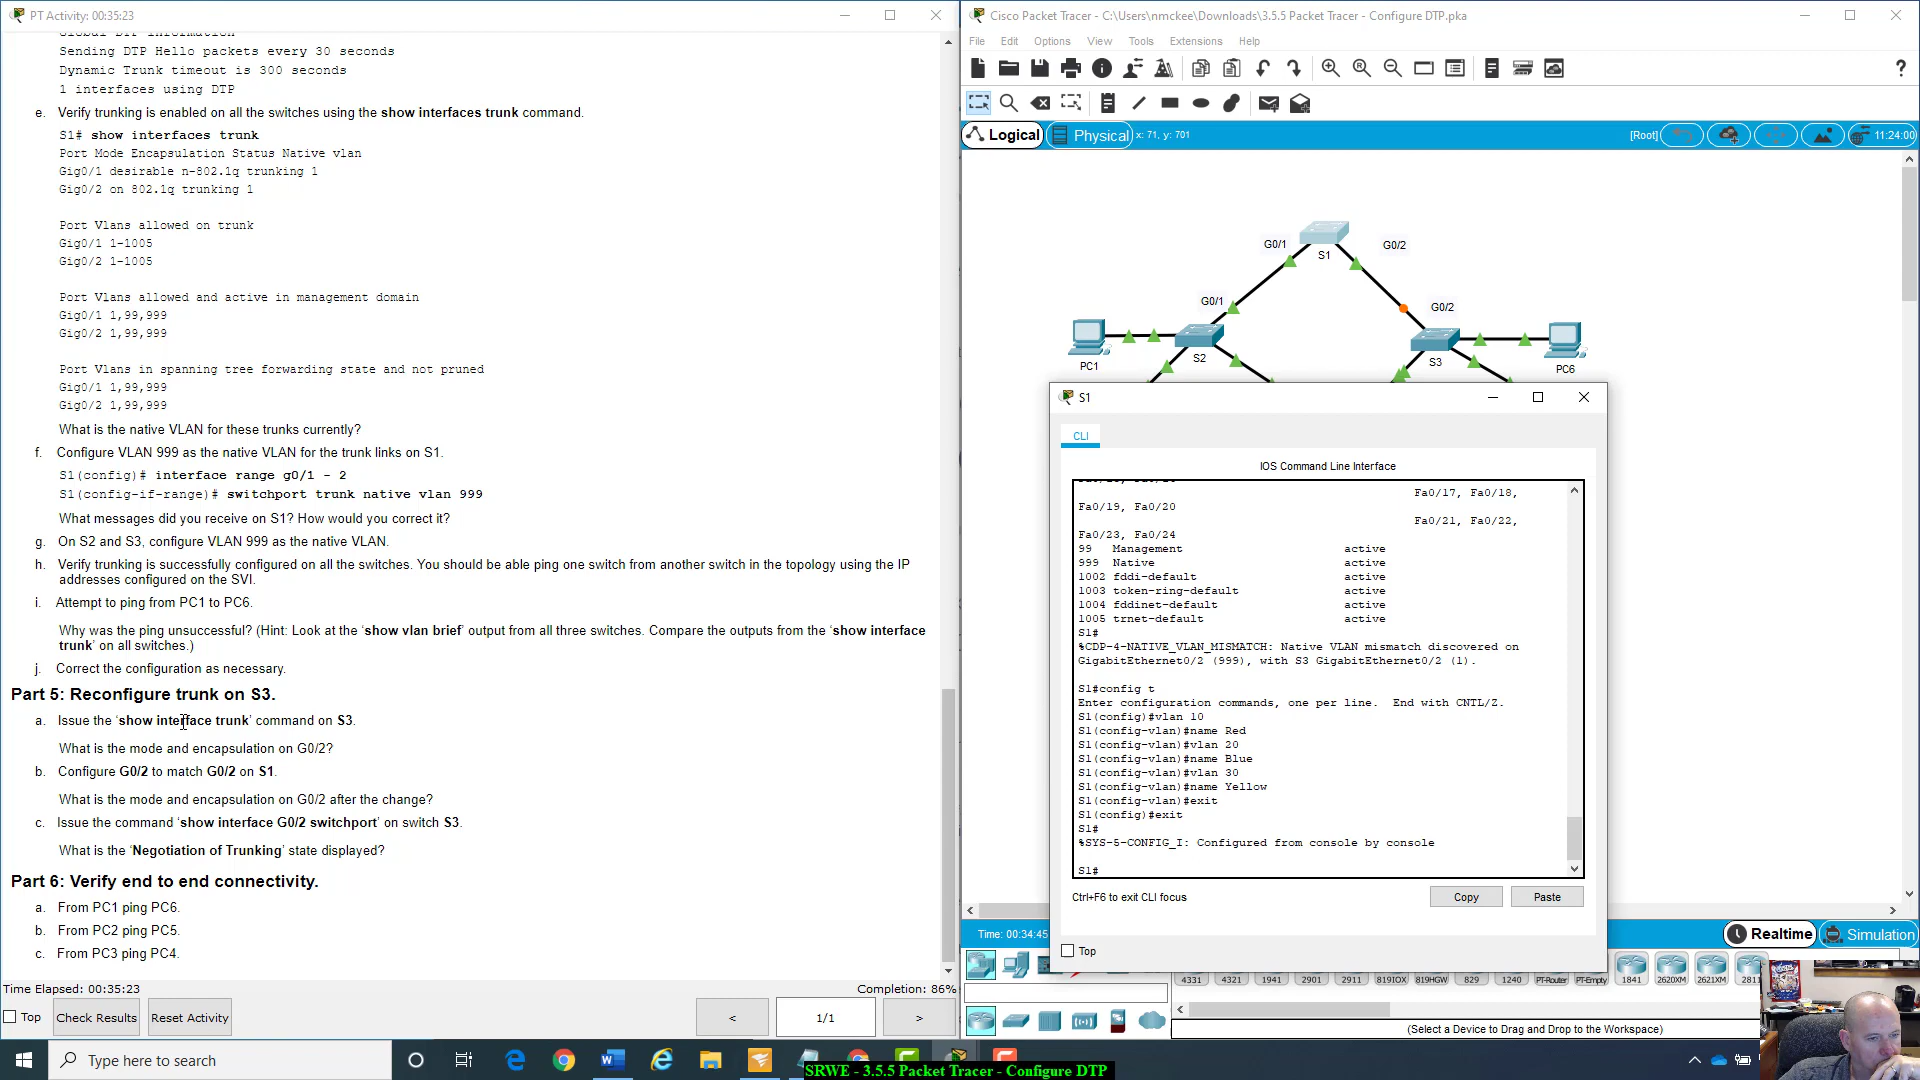 PT Activity: 00:35:23
Sending DTP Hello packets every 30 seconds
Dynamic Trunk timeout is 300 seconds
1 interfaces using DTP
e. Verify trunking is enabled on all the switches using the show interfaces trunk command.
S1# show interfaces trunk
Port Mode Encapsulation Status Native vlan
Gig0/1 desirable n-802.1q trunking 1
Gig0/2 on 802.1q trunking 1
Port Vlans allowed on trunk
Gig0/1 1-1005
Gig0/2 1-1005
Port Vlans allowed and active in management domain
Gig0/1 1,99,999
Gig0/2 1,99,999
Port Vlans in spanning tree forwarding state and not pruned
Gig0/1 1,99,999
Gig0/2 1,99,999
What is the native VLAN for these trunks currently?
f. Configure VLAN 999 as the native VLAN for the trunk links on S1.
S1(config)# interface range g0/1 - 2
S1(config-if-range)# switchport trunk native vlan 999
What messages did you receive on S1? How would you correct it?
g. On S2 and S3, configure VLAN 999 as the native VLAN.
h. Verify trunking is successfully configured on all the switches. You should be able ping one switch from another switch in the topology using the IP
addresses configured on the SVI.
i. Attempt to ping from PC1 to PC6.
Why was the ping unsuccessful? (Hint: Look at the 'show vlan brief' output from all three switches. Compare the outputs from the 'show interface
trunk' on all switches.)
j. Correct the configuration as necessary.
Part 5: Reconfigure trunk on S3.
a. Issue the 'show interface trunk' command on S3.
What is the mode and encapsulation on G0/2?
b. Configure G0/2 to match G0/2 on S1.
What is the mode and encapsulation on G0/2 after the change?
c. Issue the command 'show interface G0/2 switchport' on switch S3.
What is the 'Negotiation of Trunking' state displayed?
Part 6: Verify end to end connectivity.
a. From PC1 ping PC6.
b. From PC2 ping PC5.
c. From PC3 ping PC4.
Time Elapsed: 00:35:23
Completion: 86%
Top
Check Results
Reset Activity
<
1/1
>
Cisco Packet Tracer - C:\Users\nmckee\Downloads\3.5.5 Packet Tracer - Configure DTP.pka
File Edit Options View Tools Extensions Help
Logical
Physical
x: 71, y: 701
[Root]
11:24:00
G0/1
S1
G0/2
G0/1
G0/2
PC1
S2
S3
PC6
S1
CLI
IOS Command Line Interface
Fa0/17, Fa0/18,
Fa0/19, Fa0/20
Fa0/21, Fa0/22,
Fa0/23, Fa0/24
99 Management active
999 Native active
1002 fddi-default active
1003 token-ring-default active
1004 fddinet-default active
1005 trnet-default active
S1#
%CDP-4-NATIVE_VLAN_MISMATCH: Native VLAN mismatch discovered on
GigabitEthernet0/2 (999), with S3 GigabitEthernet0/2 (1).
S1#config t
Enter configuration commands, one per line. End with CNTL/Z.
S1(config)#vlan 10
S1(config-vlan)#name Red
S1(config-vlan)#vlan 20
S1(config-vlan)#name Blue
S1(config-vlan)#vlan 30
S1(config-vlan)#name Yellow
S1(config-vlan)#exit
S1(config)#exit
S1#
%SYS-5-CONFIG_I: Configured from console by console
S1#
Ctrl+F6 to exit CLI focus
Copy
Paste
Top
Time: 00:34:45
Realtime
Simulation
4331 4321 1941 2901 2911 819IOX 819HGW 829 1240 PT-Router PT-Empty 1841 2620XM 2621XM 2811
(Select a Device to Drag and Drop to the Workspace)
Type here to search
SRWE - 3.5.5 Packet Tracer - Configure DTP